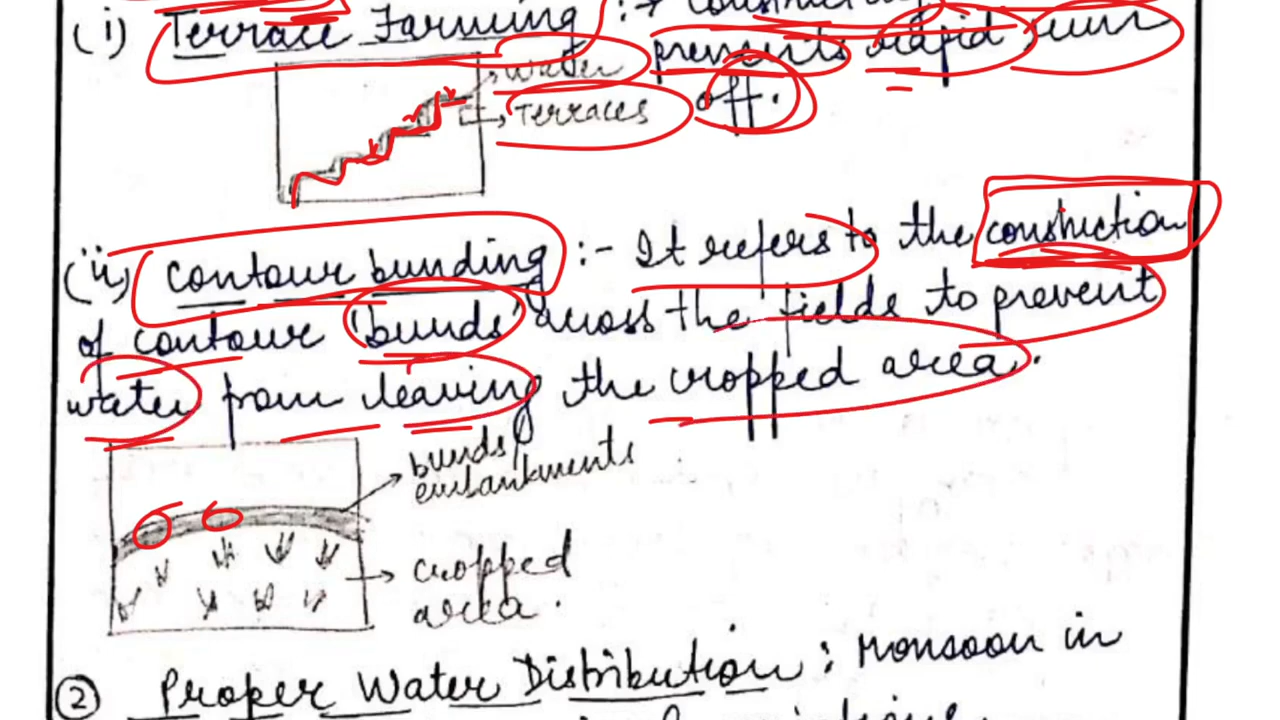 (i) Terrace Farming :→
prevents rapid run
→ water
→ Terraces off.
(ii) Contour bunding :- It refers to the construction
of contour 'bunds' across the fields to prevent
water from leaving the cropped area.
→ bunds/
embankments
→ cropped
area.
② Proper Water Distribution : Monsoon in